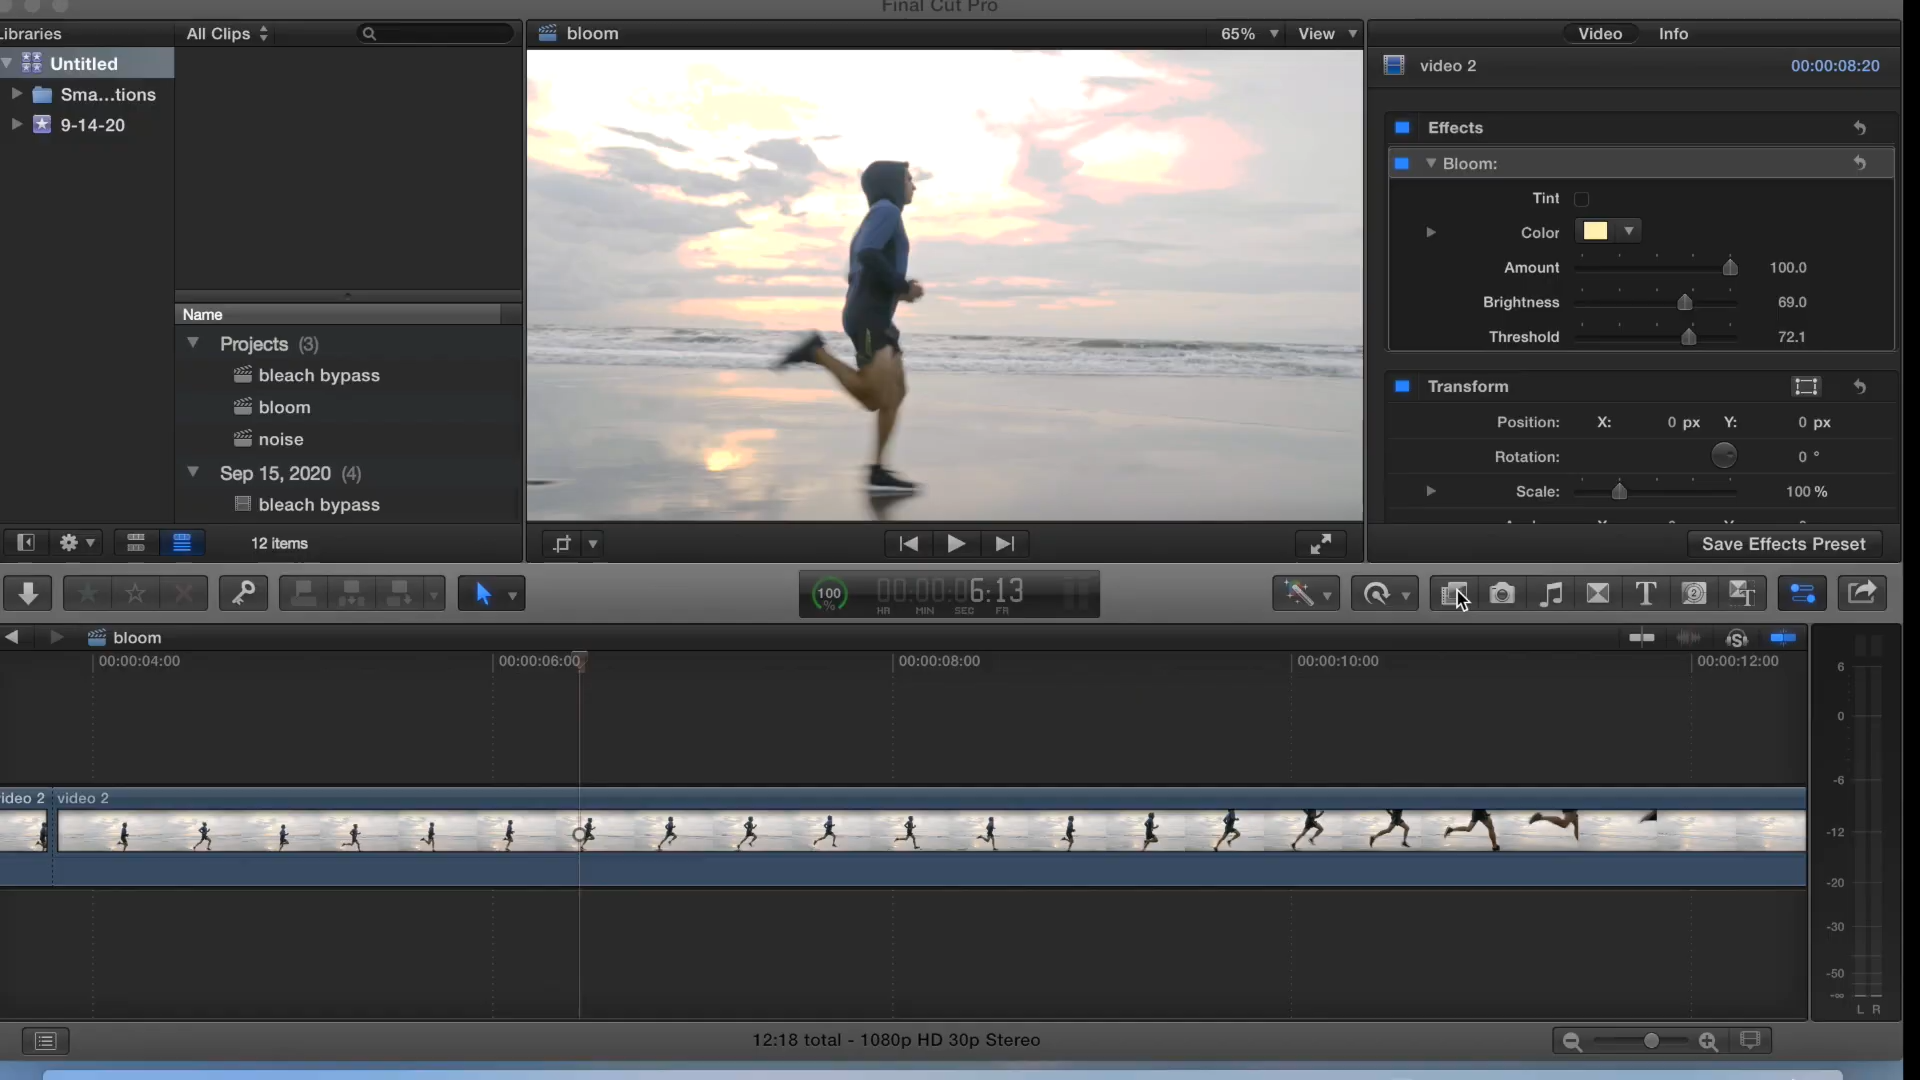 Final Cut Pro
Libraries
All Clips
bloom
65%
View
Video
Info
Untitled
Sma...tions
9-14-20
video 2
00:00:08:20
Effects
Bloom:
Tint
Color
Amount
100.0
Brightness
69.0
Threshold
72.1
Transform
Position:
X:
0 px
Y:
0 px
Rotation:
0 °
Scale:
100 %
Save Effects Preset
Name
Projects (3)
bleach bypass
bloom
noise
Sep 15, 2020 (4)
bleach bypass
12 items
100
%
00:00:06:13
HR MIN SEC FR
bloom
00:00:04:00
00:00:06:00
00:00:08:00
00:00:10:00
00:00:12:00
ideo 2
video 2
6
0
-6
-12
-20
-30
-50
-∞
L R
12:18 total - 1080p HD 30p Stereo